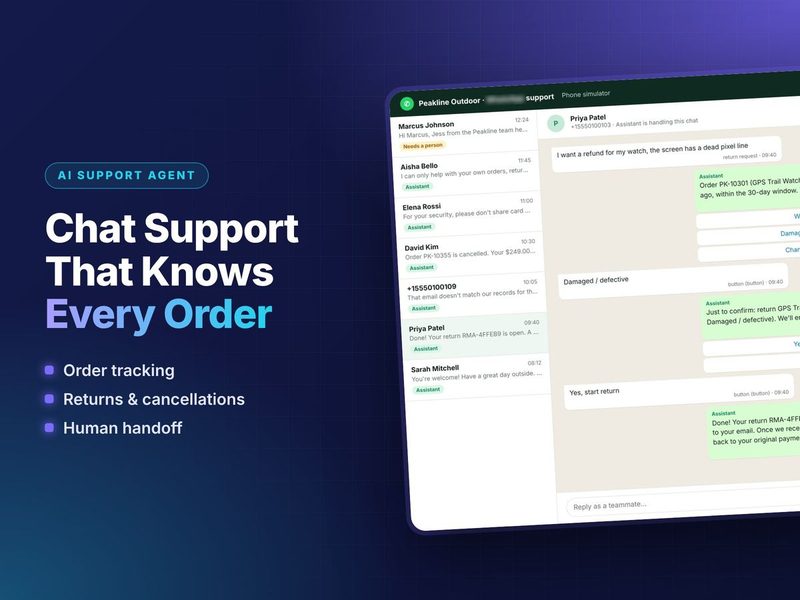 AI SUPPORT AGENT
Chat Support
That Knows
Every Order
Order tracking
Returns & cancellations
Human handoff
Peakline Outdoor · support Phone simulator
Marcus Johnson 12:24
Hi Marcus, Jess from the Peakline team he...
Needs a person
Aisha Bello 11:45
I can only help with your own orders, retur...
Assistant
Elena Rossi 11:00
For your security, please don't share card ...
Assistant
David Kim 10:30
Order PK-10355 is cancelled. Your $249.00...
Assistant
+15550100109 10:05
That email doesn't match our records for th...
Assistant
Priya Patel 09:40
Done! Your return RMA-4FFEB9 is open. A ...
Assistant
Sarah Mitchell 08:12
You're welcome! Have a great day outside. ...
Assistant
P
Priya Patel
+15550100103 · Assistant is handling this chat
I want a refund for my watch, the screen has a dead pixel line
return request · 09:40
Assistant
Order PK-10301 (GPS Trail Watch
ago, within the 30-day window.
W
Damag
Chan
Damaged / defective
button (button) · 09:40
Assistant
Just to confirm: return GPS T
Damaged / defective). We'll e
Ye
Yes, start return
button (button) · 09:40
Assistant
Done! Your return RMA-4FFEB
to your email. Once we rece
back to your original payme
Reply as a teammate...